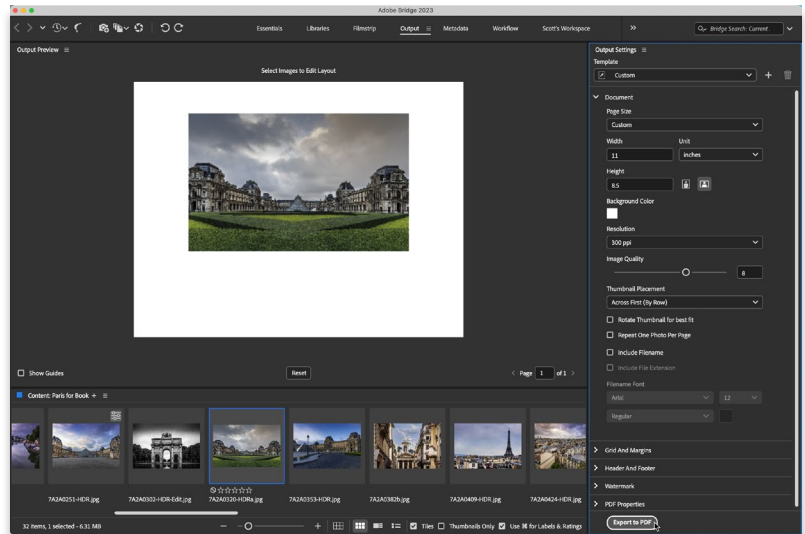 Adobe Bridge 2023
Essentials Libraries Filmstrip Output Metadata Workflow Scott's Workspace
Bridge Search: Current
Output Preview
Select Images to Edit Layout
Show Guides
Reset
Page 1 of 1
Content: Paris for Book
7A2A0251-HDR.jpg
7A2A0302-HDR-Edit.jpg
7A2A0320-HDRa.jpg
7A2A0353-HDR.jpg
7A2A0382b.jpg
7A2A0409-HDR.jpg
7A2A0424-HDR.jpg
32 items, 1 selected - 6.31 MB
Tiles Thumbnails Only Use ⌘ for Labels & Ratings
Output Settings
Template
Custom
Document
Page Size
Custom
Width Unit
11 inches
Height
8.5
Background Color
Resolution
300 ppi
Image Quality
8
Thumbnail Placement
Across First (By Row)
Rotate Thumbnail for best fit
Repeat One Photo Per Page
Include Filename
Include File Extension
Filename Font
Arial 12
Regular
Grid And Margins
Header And Footer
Watermark
PDF Properties
Export to PDF